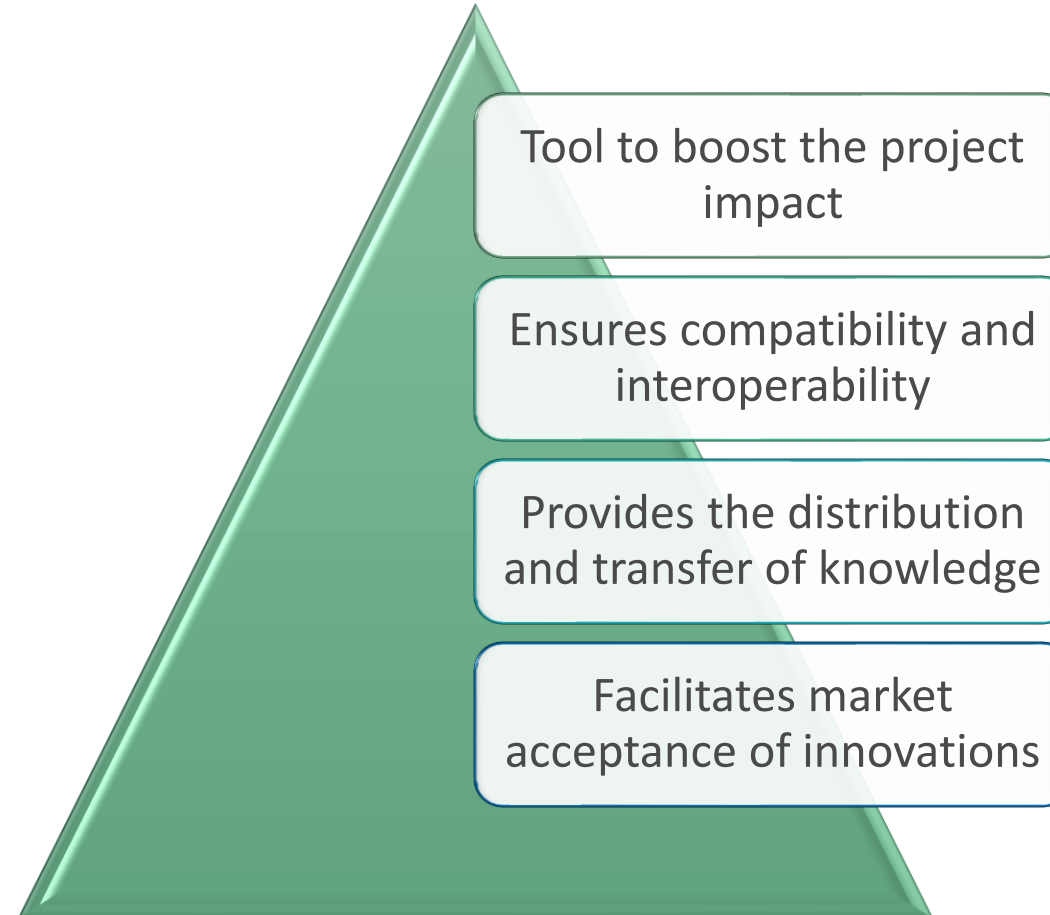 Tool to boost the project
impact
Ensures compatibility and
interoperability
Provides the distribution
and transfer of knowledge
Facilitates market
acceptance of innovations